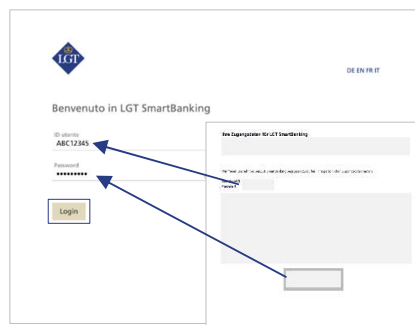 LGT
DE EN FR IT
Benvenuto in LGT SmartBanking
ID utente
ABC12345
Password
•••••••••
Login
Ihre Zugangsdaten für LGT SmartBanking